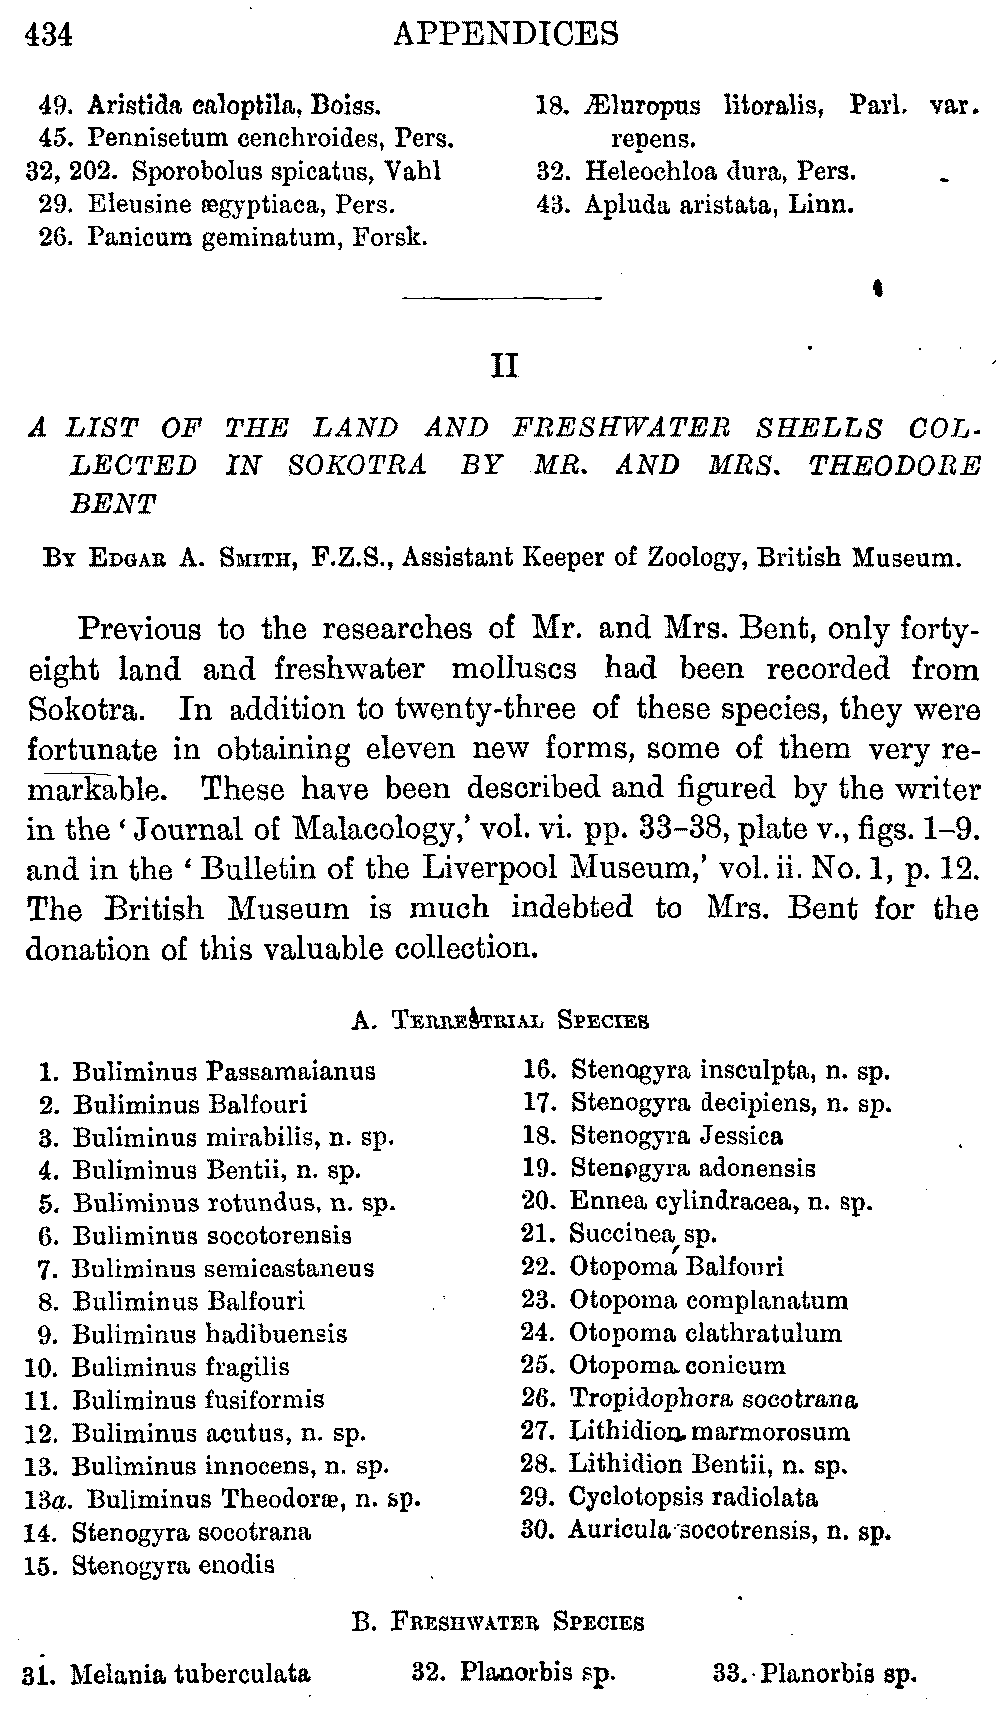 434 APPENDICES
49. Aristida caloptila, Boiss.
45. Pennisetum cenchroides, Pers.
32, 202. Sporobolus spicatus, Vahl
29. Eleusine ægyptiaca, Pers.
26. Panicum geminatum, Forsk.
18. Æluropus litoralis, Parl. var.
repens.
32. Heleochloa dura, Pers.
43. Apluda aristata, Linn.
II
A LIST OF THE LAND AND FRESHWATER SHELLS COL-
LECTED IN SOKOTRA BY MR. AND MRS. THEODORE
BENT
By Edgar A. Smith, F.Z.S., Assistant Keeper of Zoology, British Museum.
Previous to the researches of Mr. and Mrs. Bent, only forty-
eight land and freshwater molluscs had been recorded from
Sokotra. In addition to twenty-three of these species, they were
fortunate in obtaining eleven new forms, some of them very re-
markable. These have been described and figured by the writer
in the ‘Journal of Malacology,’ vol. vi. pp. 33–38, plate v., figs. 1–9.
and in the ‘Bulletin of the Liverpool Museum,’ vol. ii. No. 1, p. 12.
The British Museum is much indebted to Mrs. Bent for the
donation of this valuable collection.
A. Terrestrial Species
1. Buliminus Passamaianus
2. Buliminus Balfouri
3. Buliminus mirabilis, n. sp.
4. Buliminus Bentii, n. sp.
5. Buliminus rotundus, n. sp.
6. Buliminus socotorensis
7. Buliminus semicastaneus
8. Buliminus Balfouri
9. Buliminus hadibuensis
10. Buliminus fragilis
11. Buliminus fusiformis
12. Buliminus acutus, n. sp.
13. Buliminus innocens, n. sp.
13a. Buliminus Theodoræ, n. sp.
14. Stenogyra socotrana
15. Stenogyra enodis
16. Stenogyra insculpta, n. sp.
17. Stenogyra decipiens, n. sp.
18. Stenogyra Jessica
19. Stenogyra adonensis
20. Ennea cylindracea, n. sp.
21. Succinea sp.
22. Otopoma Balfouri
23. Otopoma complanatum
24. Otopoma clathratulum
25. Otopoma conicum
26. Tropidophora socotrana
27. Lithidion marmorosum
28. Lithidion Bentii, n. sp.
29. Cyclotopsis radiolata
30. Auricula socotrensis, n. sp.
B. Freshwater Species
31. Melania tuberculata 32. Planorbis sp. 33. Planorbis sp.